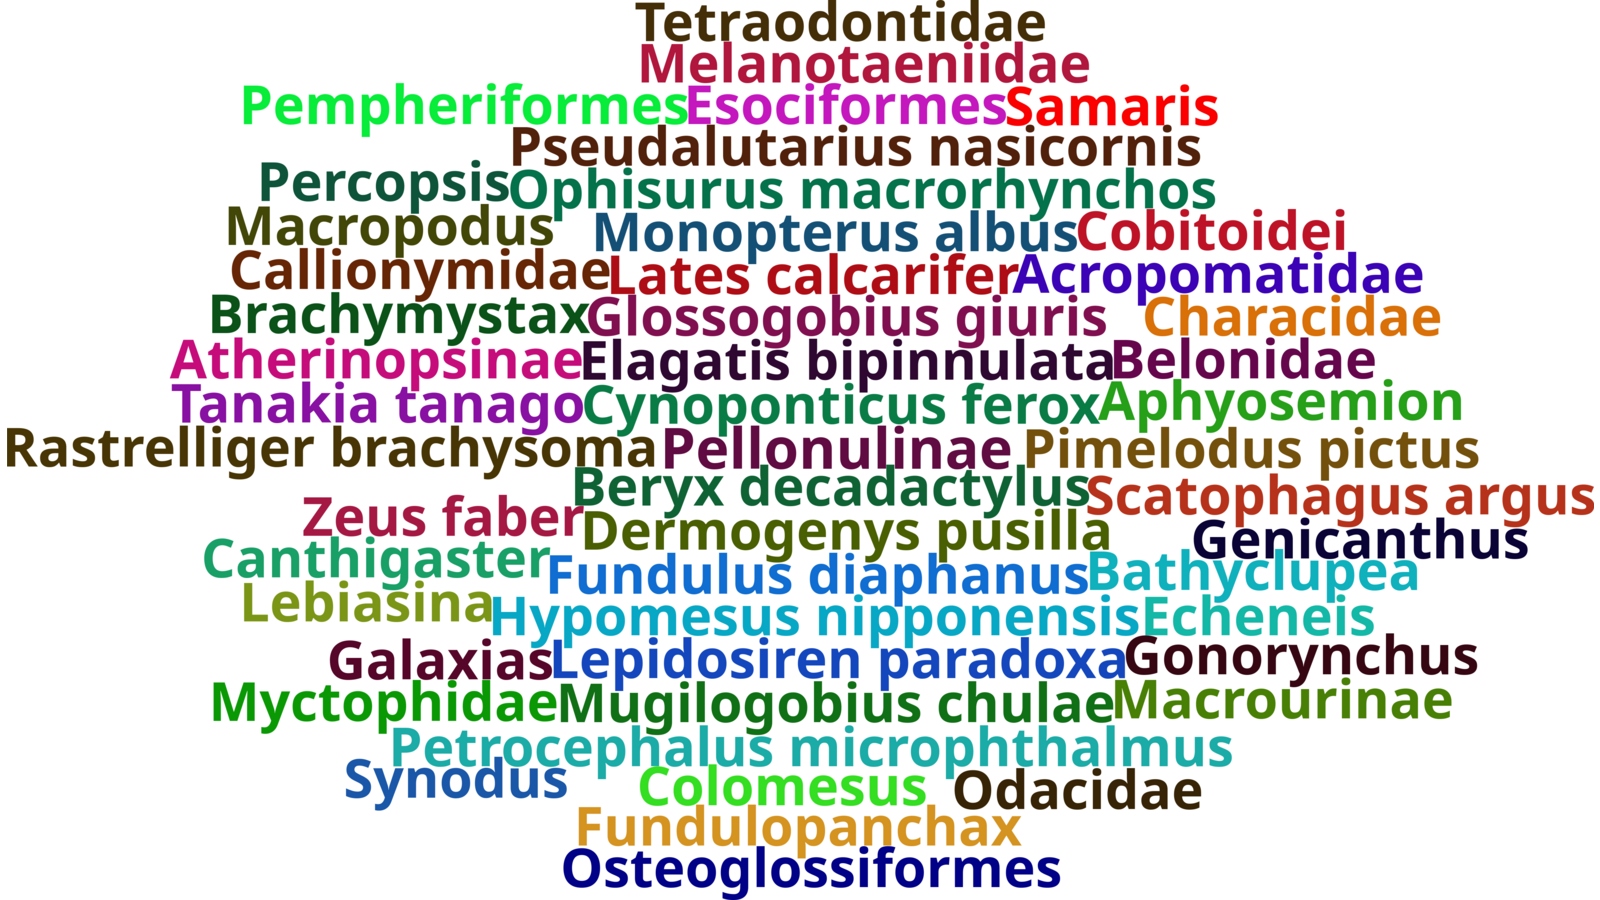 Tetraodontidae
Melanotaeniidae
Pempheriformes Esociformes Samaris
Pseudalutarius nasicornis
Percopsis Ophisurus macrorhynchos
Macropodus Monopterus albus Cobitoidei
Callionymidae Lates calcarifer Acropomatidae
Brachymystax Glossogobius giuris Characidae
Atherinopsinae Elagatis bipinnulata Belonidae
Tanakia tanago Cynoponticus ferox Aphyosemion
Rastrelliger brachysoma Pellonulinae Pimelodus pictus
Beryx decadactylus Scatophagus argus
Zeus faber Dermogenys pusilla Genicanthus
Canthigaster Fundulus diaphanus Bathyclupea
Lebiasina Hypomesus nipponensis Echeneis
Galaxias Lepidosiren paradoxa Gonorynchus
Myctophidae Mugilogobius chulae Macrourinae
Petrocephalus microphthalmus
Synodus Colomesus Odacidae
Fundulopanchax
Osteoglossiformes